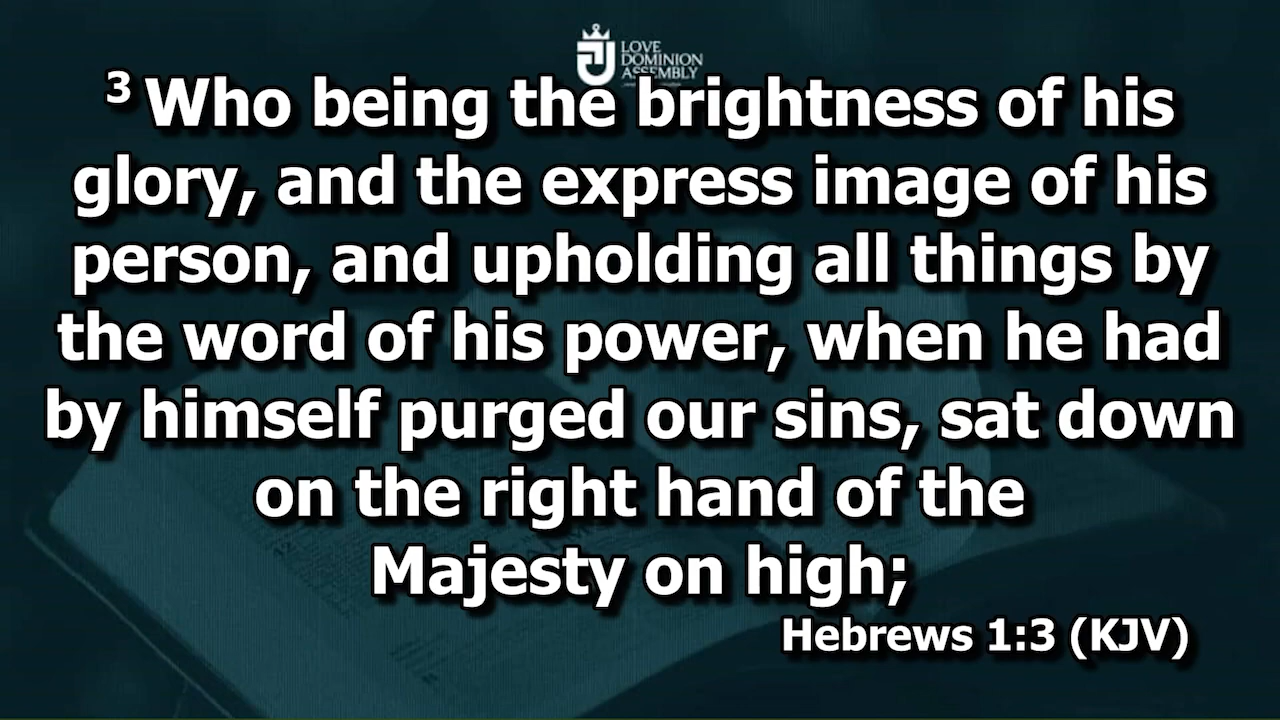 LOVE
DOMINION
ASSEMBLY
3 Who being the brightness of his
glory, and the express image of his
person, and upholding all things by
the word of his power, when he had
by himself purged our sins, sat down
on the right hand of the
Majesty on high;
Hebrews 1:3 (KJV)